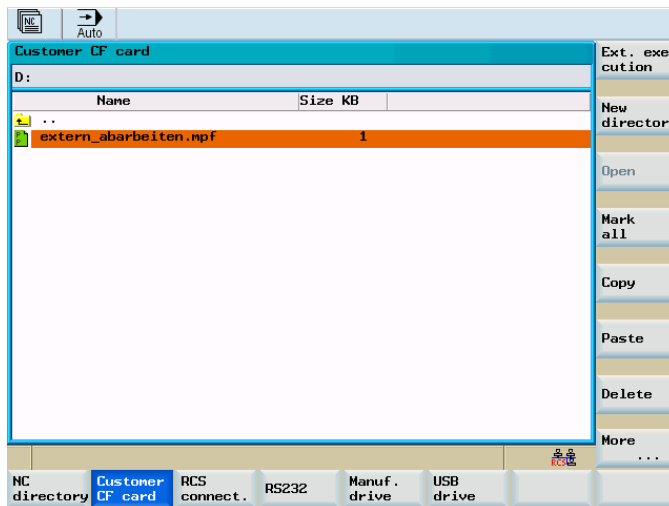 NC
Auto
Customer CF card
D:
Name Size KB
..
extern_abarbeiten.mpf 1
Ext. exe
cution
New
director
Open
Mark
all
Copy
Paste
Delete
More
...
RCS
NC
directory
Customer
CF card
RCS
connect.
RS232
Manuf.
drive
USB
drive